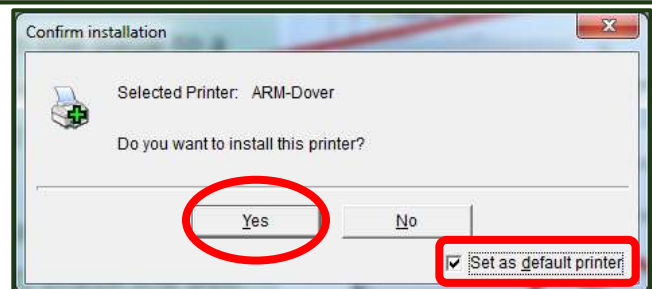 Confirm installation
Selected Printer: ARM-Dover
Do you want to install this printer?
Yes No
Set as default printer